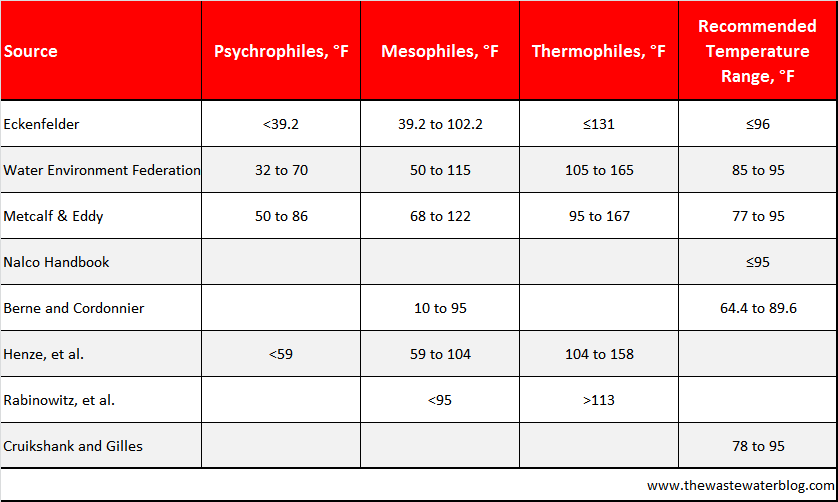 Source Psychrophiles, °F Mesophiles, °F Thermophiles, °F Recommended Temperature Range, °F
Eckenfelder <39.2 39.2 to 102.2 ≤131 ≤96
Water Environment Federation 32 to 70 50 to 115 105 to 165 85 to 95
Metcalf & Eddy 50 to 86 68 to 122 95 to 167 77 to 95
Nalco Handbook ≤95
Berne and Cordonnier 10 to 95 64.4 to 89.6
Henze, et al. <59 59 to 104 104 to 158
Rabinowitz, et al. <95 >113
Cruikshank and Gilles 78 to 95
www.thewastewaterblog.com